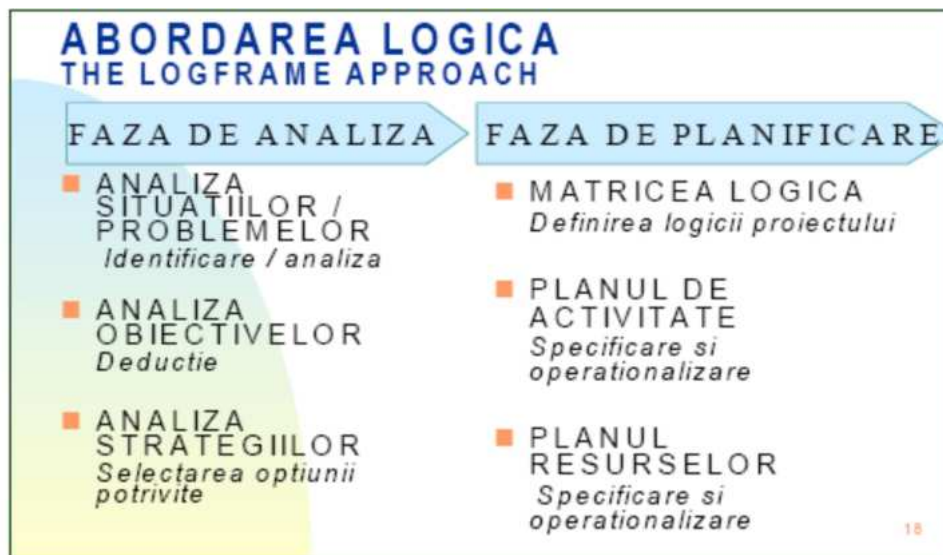 ABORDAREA LOGICA
THE LOGFRAME APPROACH
FAZA DE ANALIZA
ANALIZA
SITUATIILOR /
PROBLEMELOR
Identificare / analiza
ANALIZA
OBIECTIVELOR
Deductie
ANALIZA
STRATEGIILOR
Selectarea optiunii
potrivite
FAZA DE PLANIFICARE
MATRICEA LOGICA
Definirea logicii proiectului
PLANUL DE
ACTIVITATE
Specificare si
operationalizare
PLANUL
RESURSELOR
Specificare si
operationalizare
18